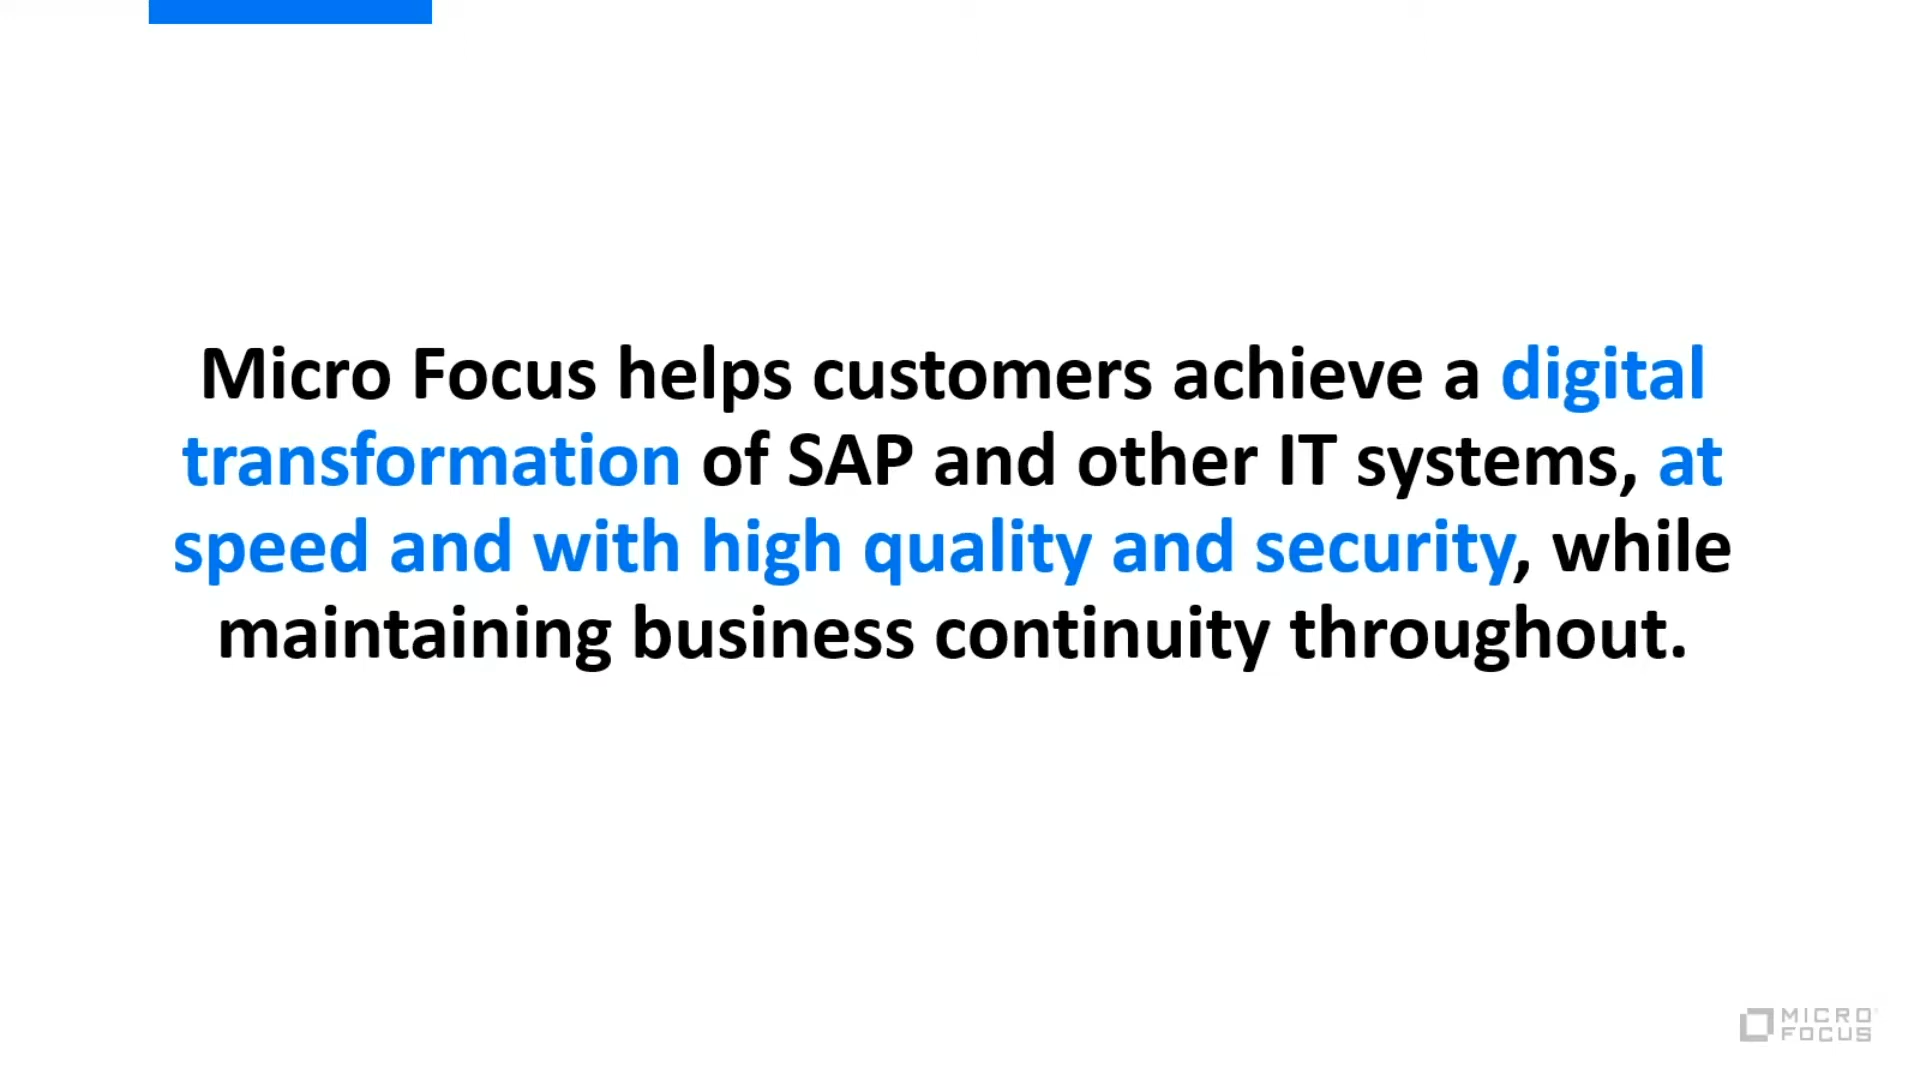 Micro Focus helps customers achieve a digital
transformation of SAP and other IT systems, at
speed and with high quality and security, while
maintaining business continuity throughout.
MICRO
FOCUS